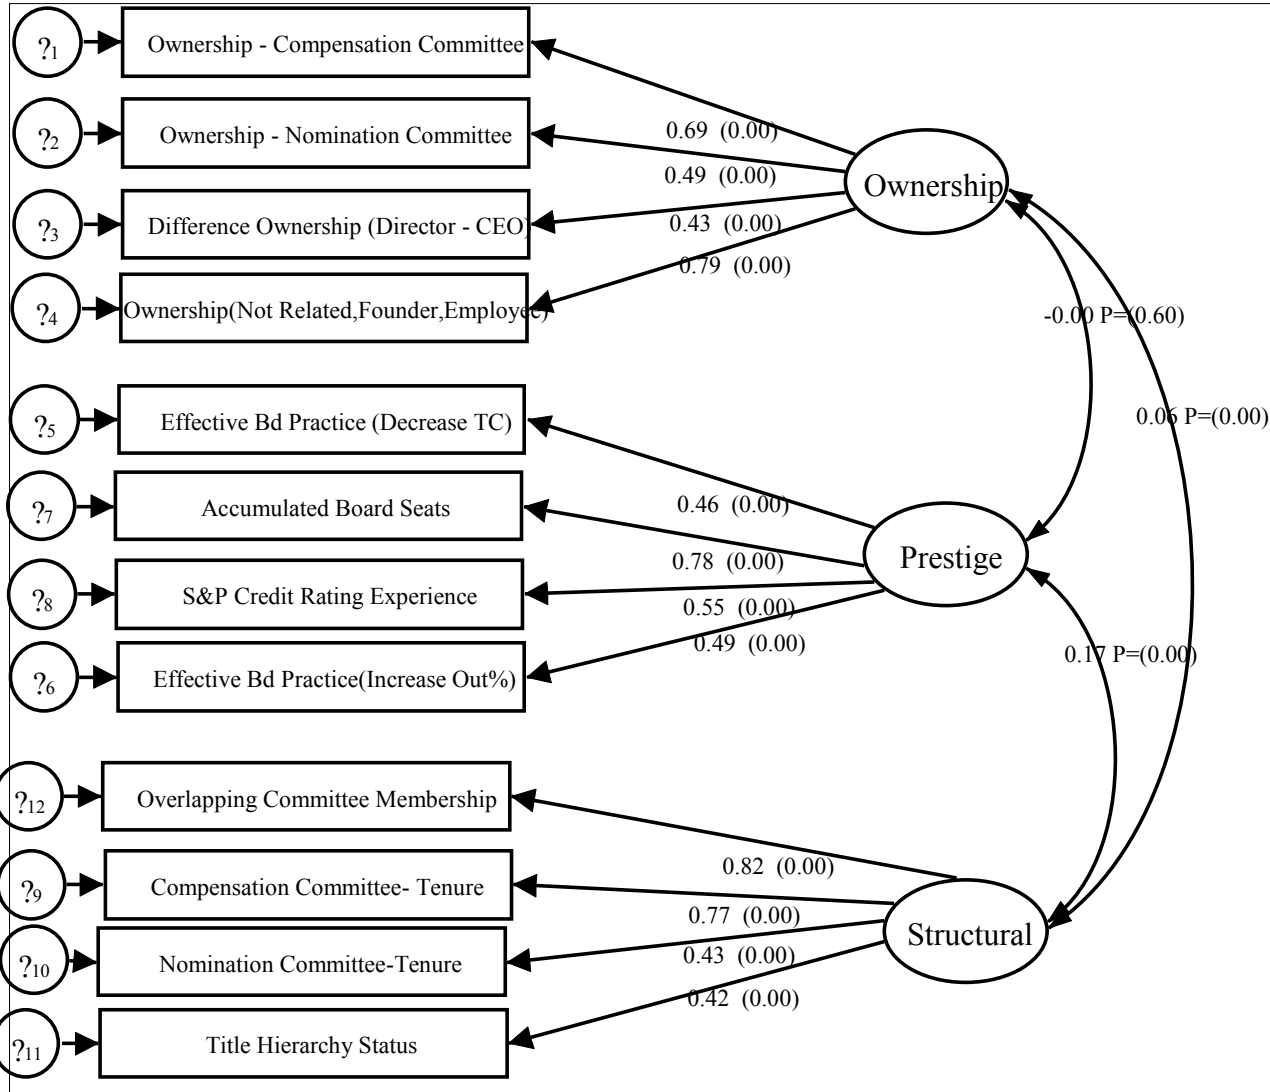 ?1
Ownership - Compensation Committee
?2
Ownership - Nomination Committee
?3
Difference Ownership (Director - CEO)
?4
Ownership(Not Related,Founder,Employee)
0.69 (0.00)
0.49 (0.00)
0.43 (0.00)
0.79 (0.00)
Ownership
-0.00 P=(0.60)
0.06 P=(0.00)
?5
Effective Bd Practice (Decrease TC)
?7
Accumulated Board Seats
?8
S&P Credit Rating Experience
?6
Effective Bd Practice(Increase Out%)
0.46 (0.00)
0.78 (0.00)
0.55 (0.00)
0.49 (0.00)
Prestige
0.17 P=(0.00)
?12
Overlapping Committee Membership
?9
Compensation Committee- Tenure
?10
Nomination Committee-Tenure
?11
Title Hierarchy Status
0.82 (0.00)
0.77 (0.00)
0.43 (0.00)
0.42 (0.00)
Structural